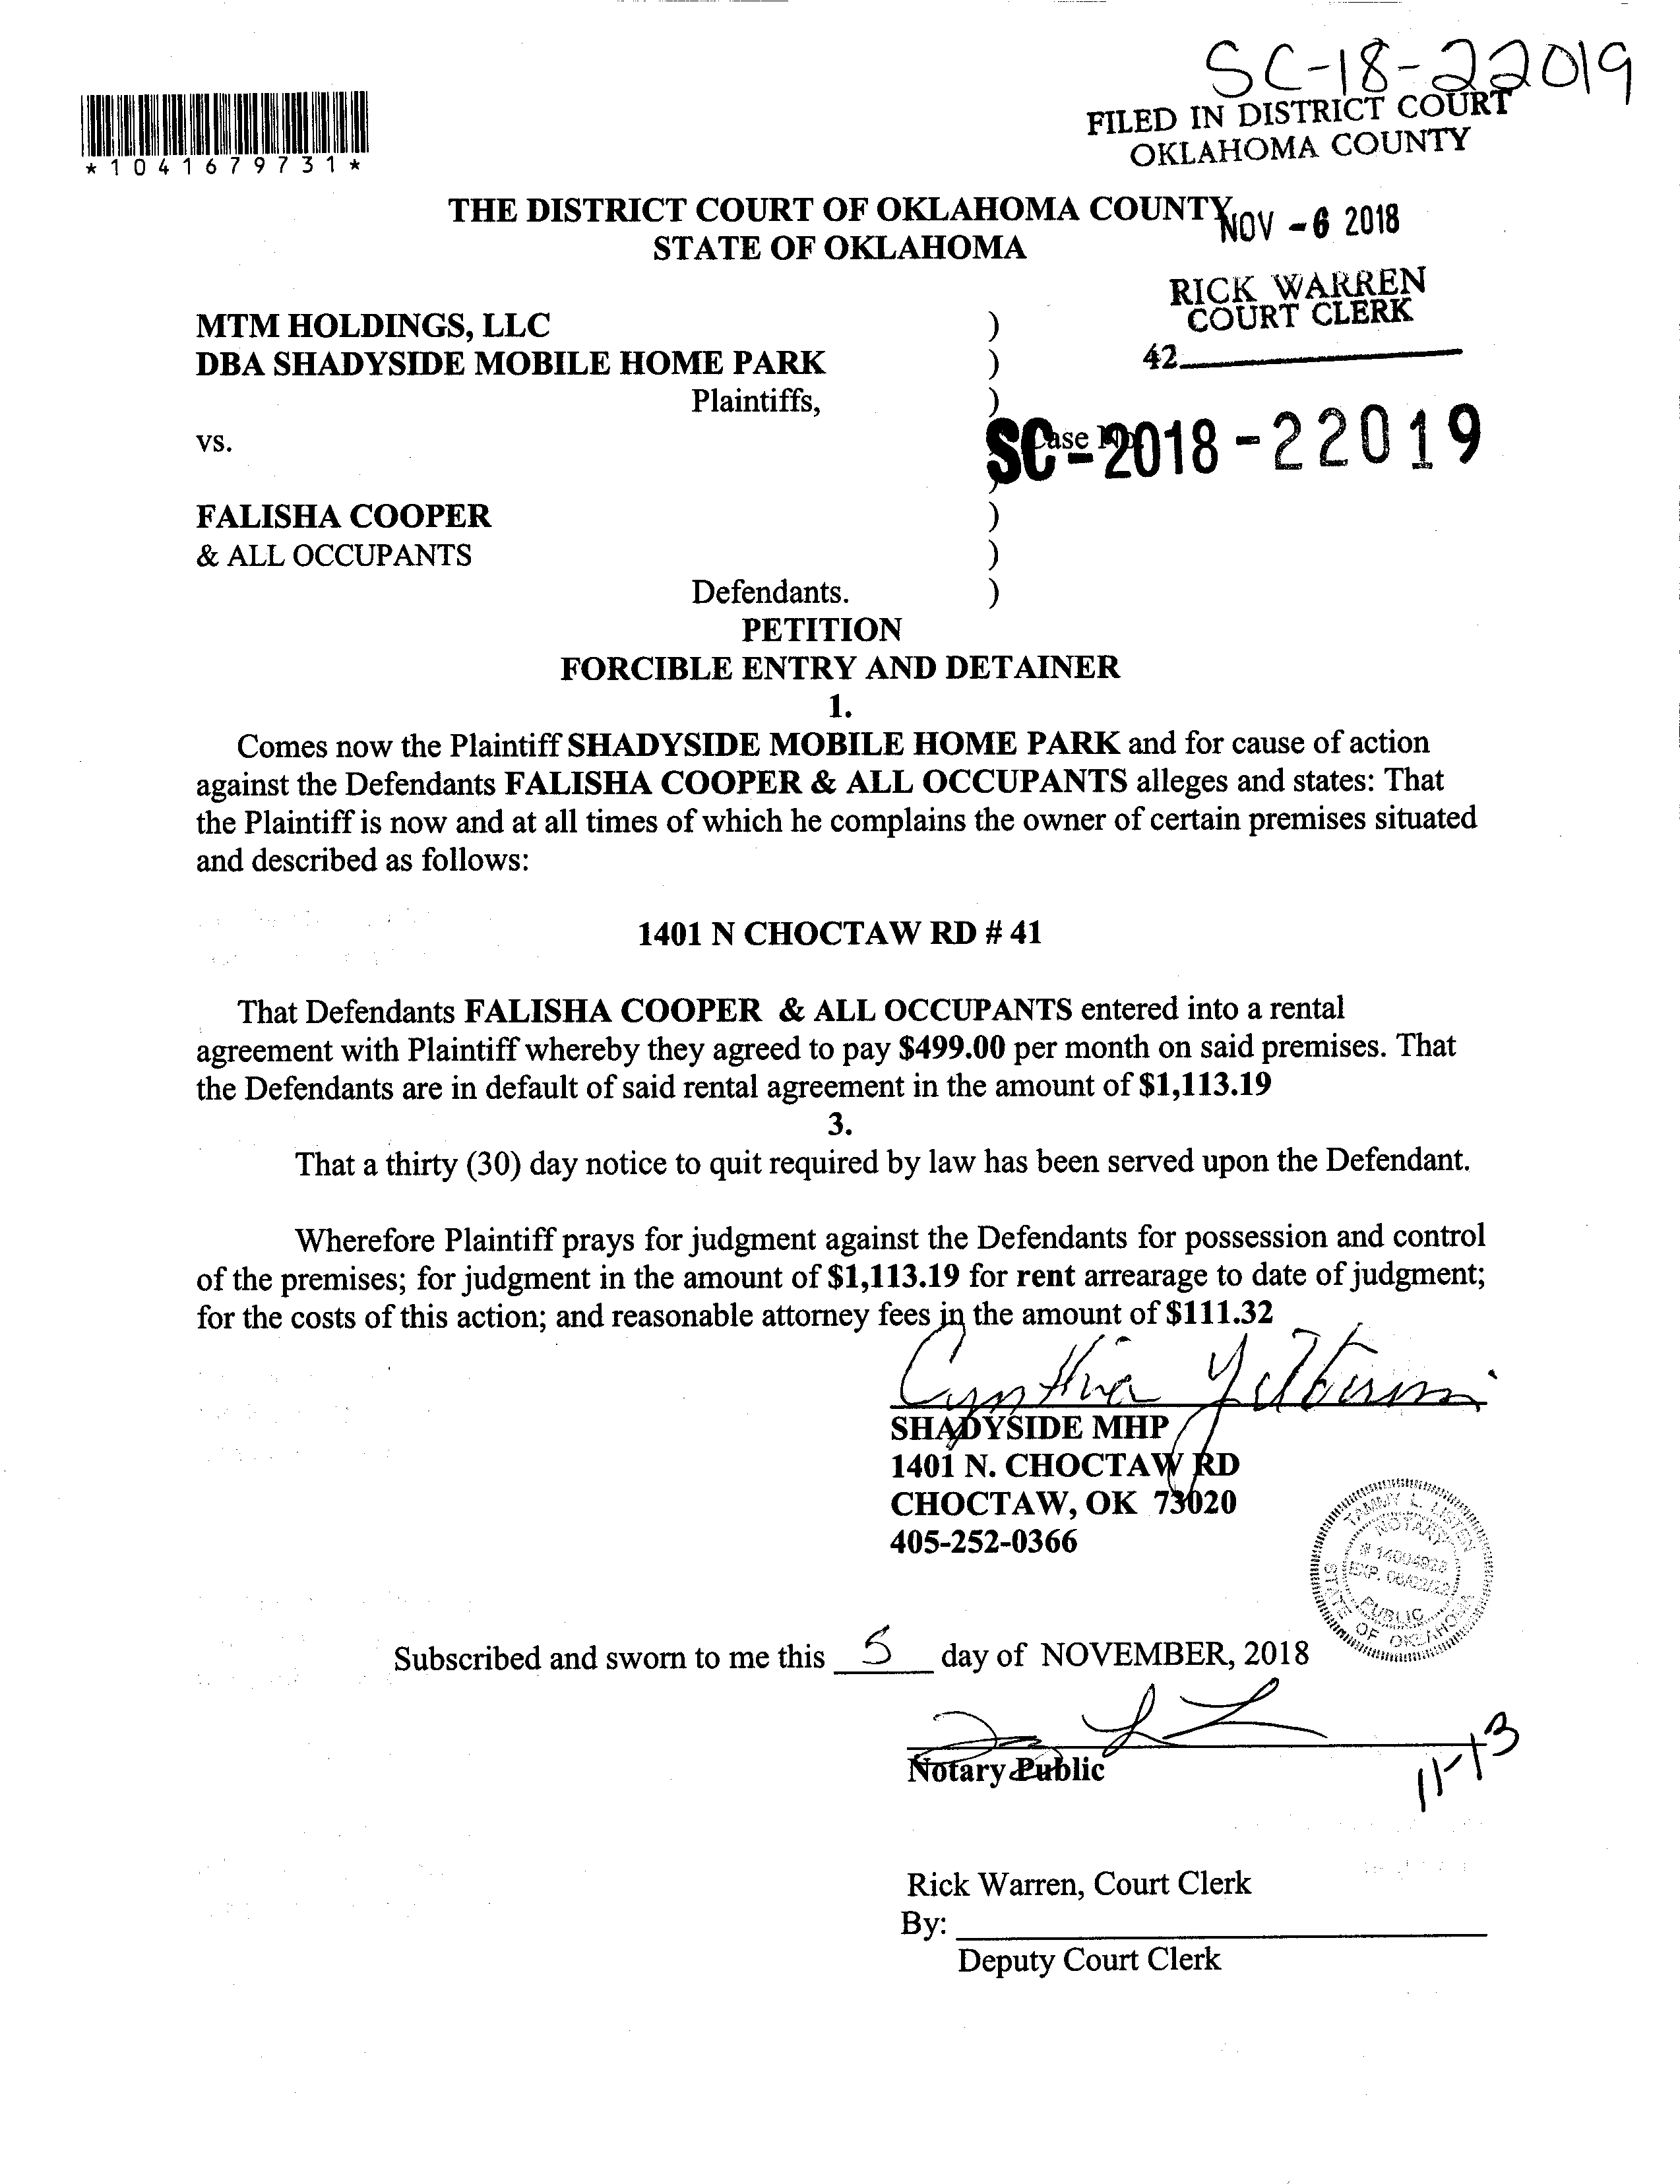 SC-18-22019
FILED IN DISTRICT COURT
OKLAHOMA COUNTY
*1041679731*
THE DISTRICT COURT OF OKLAHOMA COUNTY
STATE OF OKLAHOMA
NOV -6 2018
RICK WARREN
COURT CLERK
42
MTM HOLDINGS, LLC )
DBA SHADYSIDE MOBILE HOME PARK )
Plaintiffs, )
vs.
Case No.
SC-2018-22019
FALISHA COOPER )
& ALL OCCUPANTS )
Defendants. )
PETITION
FORCIBLE ENTRY AND DETAINER
1.
Comes now the Plaintiff SHADYSIDE MOBILE HOME PARK and for cause of action
against the Defendants FALISHA COOPER & ALL OCCUPANTS alleges and states: That
the Plaintiff is now and at all times of which he complains the owner of certain premises situated
and described as follows:
1401 N CHOCTAW RD # 41
That Defendants FALISHA COOPER & ALL OCCUPANTS entered into a rental
agreement with Plaintiff whereby they agreed to pay $499.00 per month on said premises. That
the Defendants are in default of said rental agreement in the amount of $1,113.19
3.
That a thirty (30) day notice to quit required by law has been served upon the Defendant.
Wherefore Plaintiff prays for judgment against the Defendants for possession and control
of the premises; for judgment in the amount of $1,113.19 for rent arrearage to date of judgment;
for the costs of this action; and reasonable attorney fees in the amount of $111.32
Cynthia
SHADYSIDE MHP
1401 N. CHOCTAW RD
CHOCTAW, OK 73020
405-252-0366
TAMMY L. LISTEN
NOTARY
# 14004928
EXP. 06/02/22
PUBLIC
STATE OF OKLAHOMA
Subscribed and sworn to me this 5 day of NOVEMBER, 2018
Notary Public
11-13
Rick Warren, Court Clerk
By:
Deputy Court Clerk